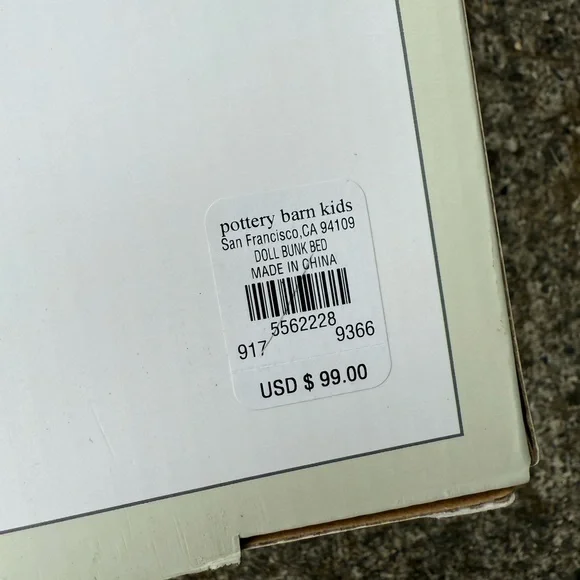 pottery barn kids
San Francisco,CA 94109
DOLL BUNK BED
MADE IN CHINA
5562228
917 9366
USD $ 99.00